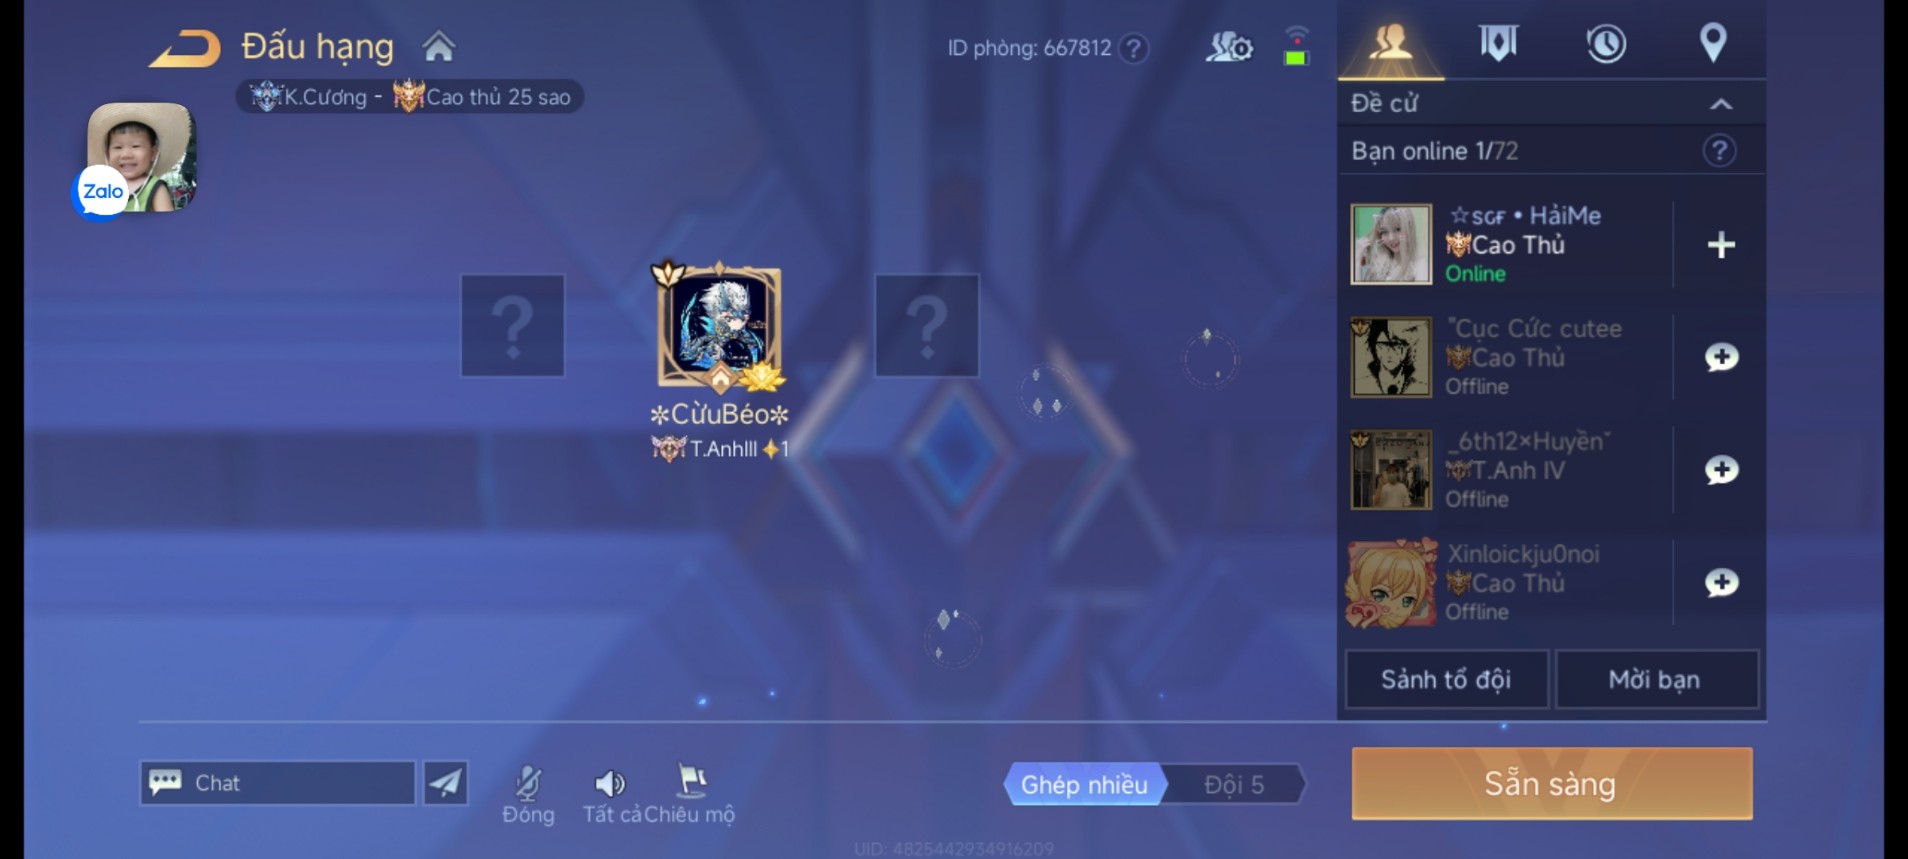 Đấu hạng
K.Cương - Cao thủ 25 sao
ID phòng: 667812 ?
Zalo
?
?
✲CừuBéo✲
T.AnhIII 1
Đề cử
Bạn online 1/72 ?
☆SGF • HảiMe
Cao Thủ
Online
"Cục Cức cutee
Cao Thủ
Offline
_6th12×Huyềnˇ
T.Anh IV
Offline
Xinloickju0noi
Cao Thủ
Offline
Sảnh tổ đội
Mời bạn
Chat
Đóng
Tất cả
Chiêu mộ
Ghép nhiều
Đội 5
Sẵn sàng
UID: 4825442934916209